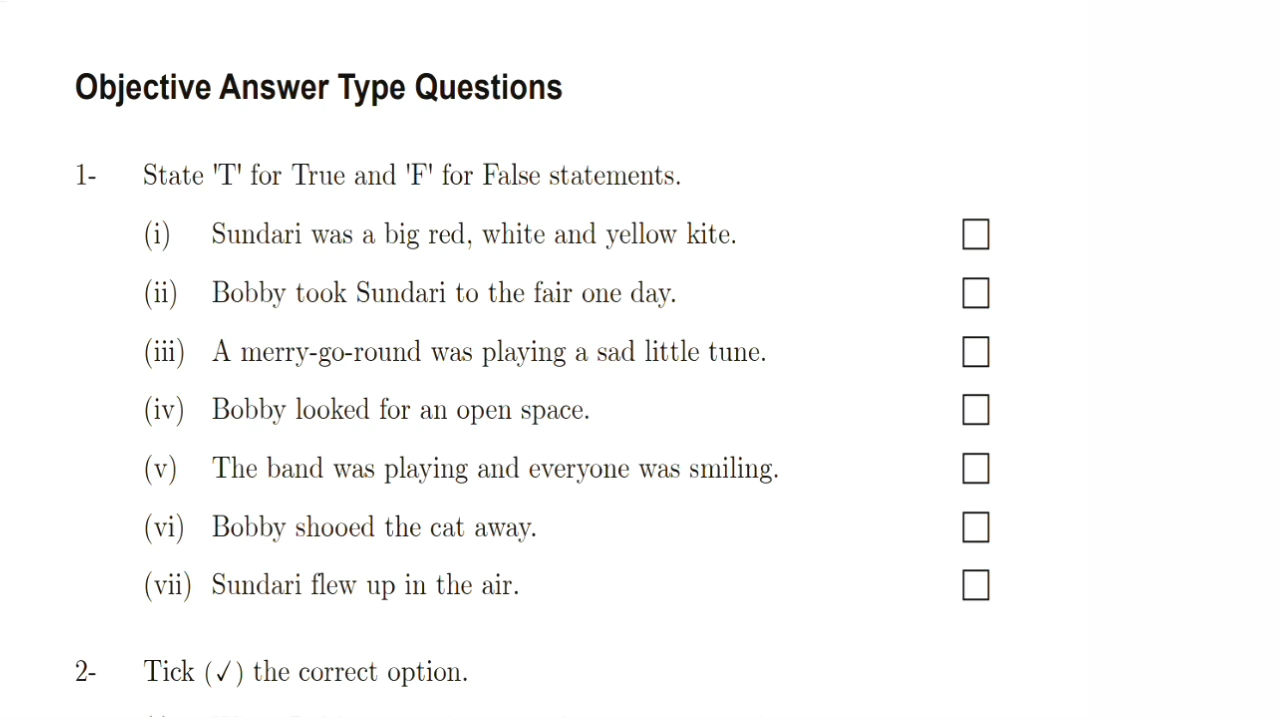 Objective Answer Type Questions
1- State 'T' for True and 'F' for False statements.
(i) Sundari was a big red, white and yellow kite.
(ii) Bobby took Sundari to the fair one day.
(iii) A merry-go-round was playing a sad little tune.
(iv) Bobby looked for an open space.
(v) The band was playing and everyone was smiling.
(vi) Bobby shooed the cat away.
(vii) Sundari flew up in the air.
2- Tick (✓) the correct option.